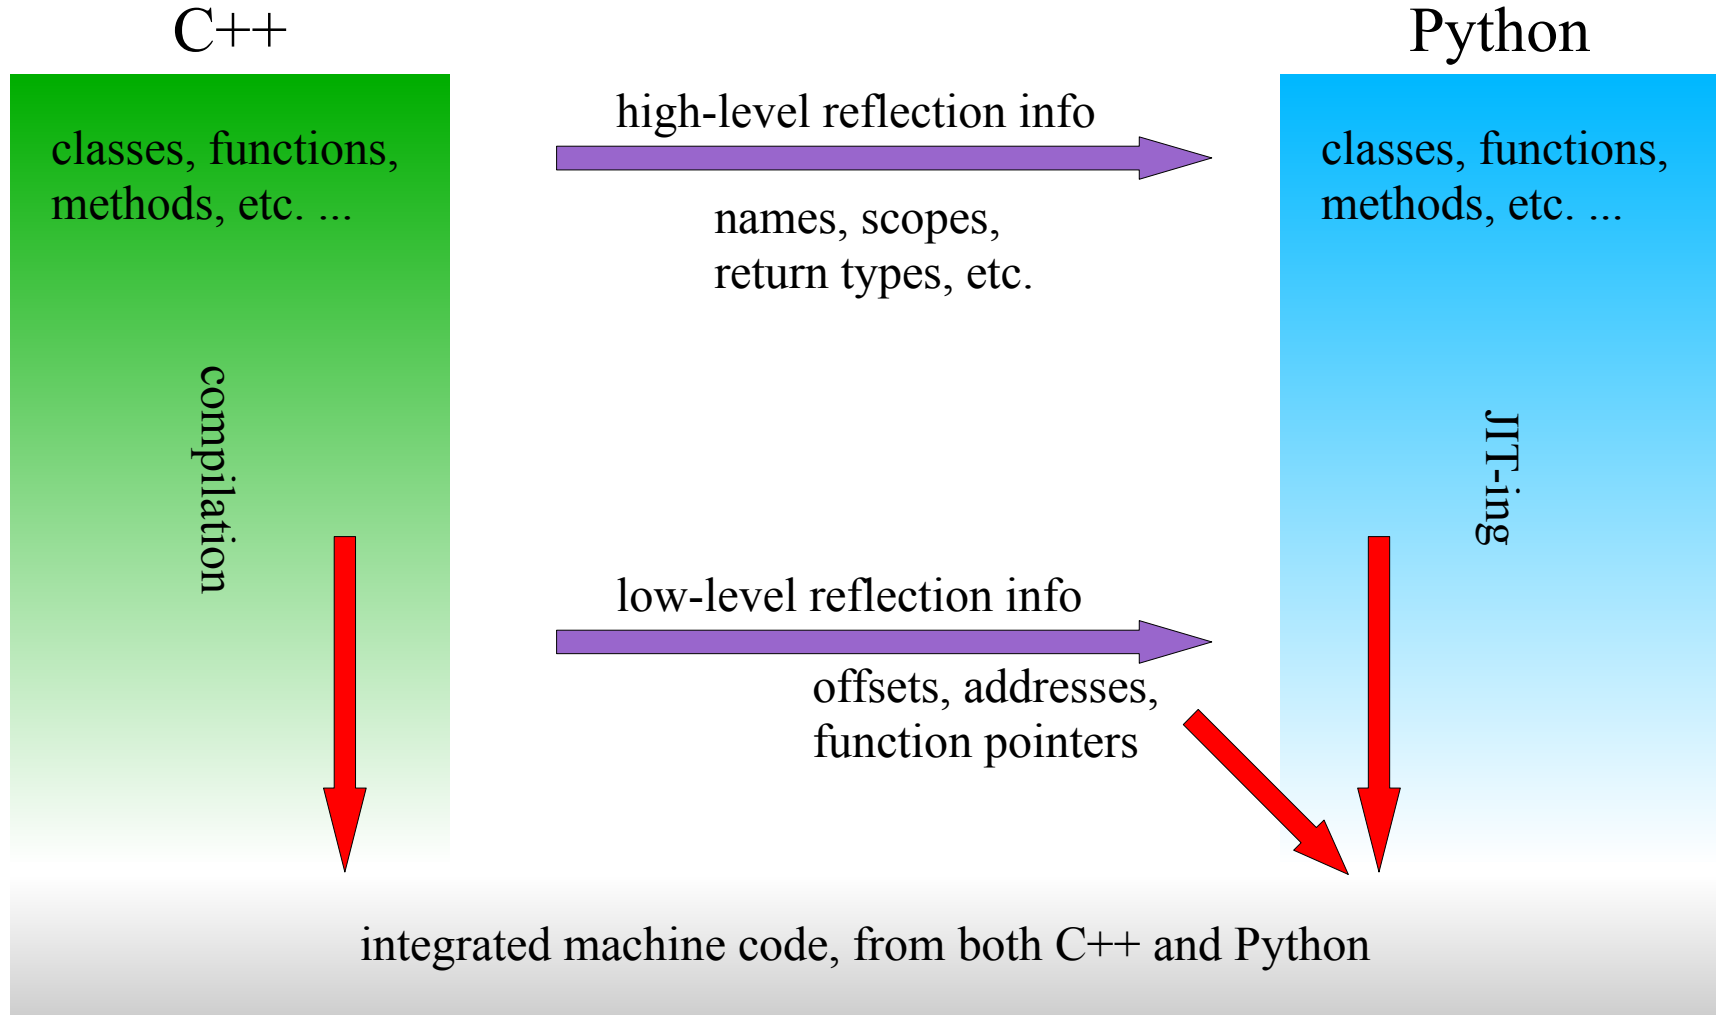 C++
Python
classes, functions,
methods, etc. ...
high-level reflection info
names, scopes,
return types, etc.
classes, functions,
methods, etc. ...
compilation
JIT-ing
low-level reflection info
offsets, addresses,
function pointers
integrated machine code, from both C++ and Python